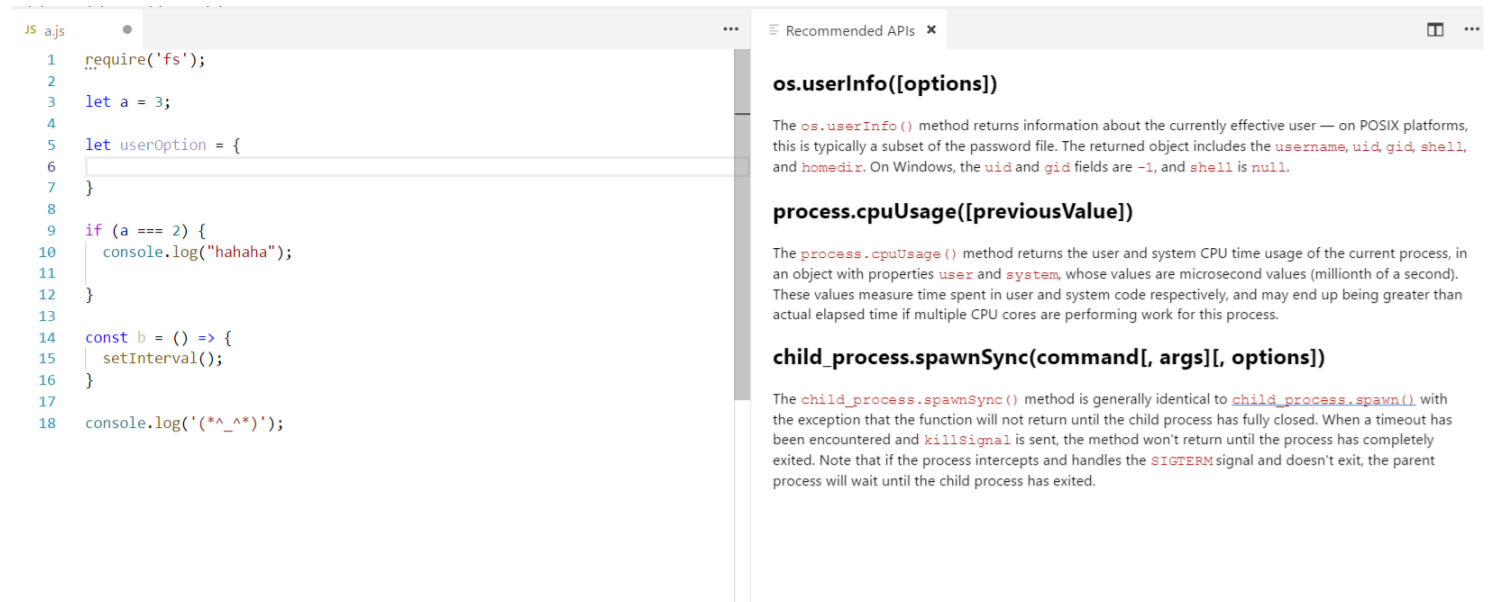 JS a.js
Recommended APIs
1 require('fs');
2
3 let a = 3;
4
5 let userOption = {
6
7 }
8
9 if (a === 2) {
10 console.log("hahaha");
11
12 }
13
14 const b = () => {
15 setInterval();
16 }
17
18 console.log('(*^_^*)');
os.userInfo([options])
The os.userInfo() method returns information about the currently effective user — on POSIX platforms,
this is typically a subset of the password file. The returned object includes the username, uid, gid, shell,
and homedir. On Windows, the uid and gid fields are -1, and shell is null.
process.cpuUsage([previousValue])
The process.cpuUsage() method returns the user and system CPU time usage of the current process, in
an object with properties user and system, whose values are microsecond values (millionth of a second).
These values measure time spent in user and system code respectively, and may end up being greater than
actual elapsed time if multiple CPU cores are performing work for this process.
child_process.spawnSync(command[, args][, options])
The child_process.spawnSync() method is generally identical to child_process.spawn() with
the exception that the function will not return until the child process has fully closed. When a timeout has
been encountered and killSignal is sent, the method won't return until the process has completely
exited. Note that if the process intercepts and handles the SIGTERM signal and doesn't exit, the parent
process will wait until the child process has exited.